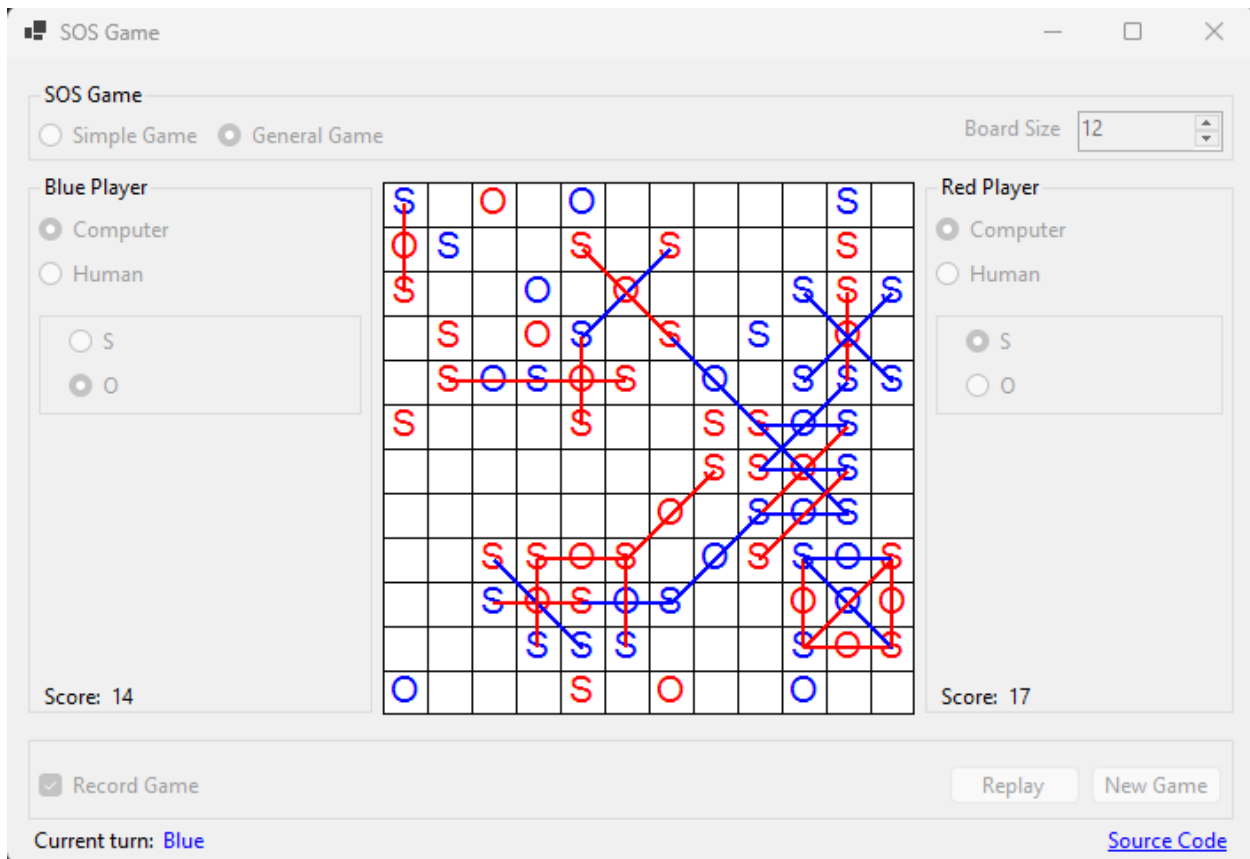 SOS Game
SOS Game
Simple Game General Game
Board Size 12
Blue Player
Computer
Human
S
O
Score: 14
S O O S
O S S S S
S O O S S S
S O S S S O
S O S O S O S S S
S S S S O S
S S O S
O S O S
S S O S O S S O S
S O S O S O O O
S S S S O S
O S O O
Red Player
Computer
Human
S
O
Score: 17
Record Game
Replay New Game
Current turn: Blue
Source Code